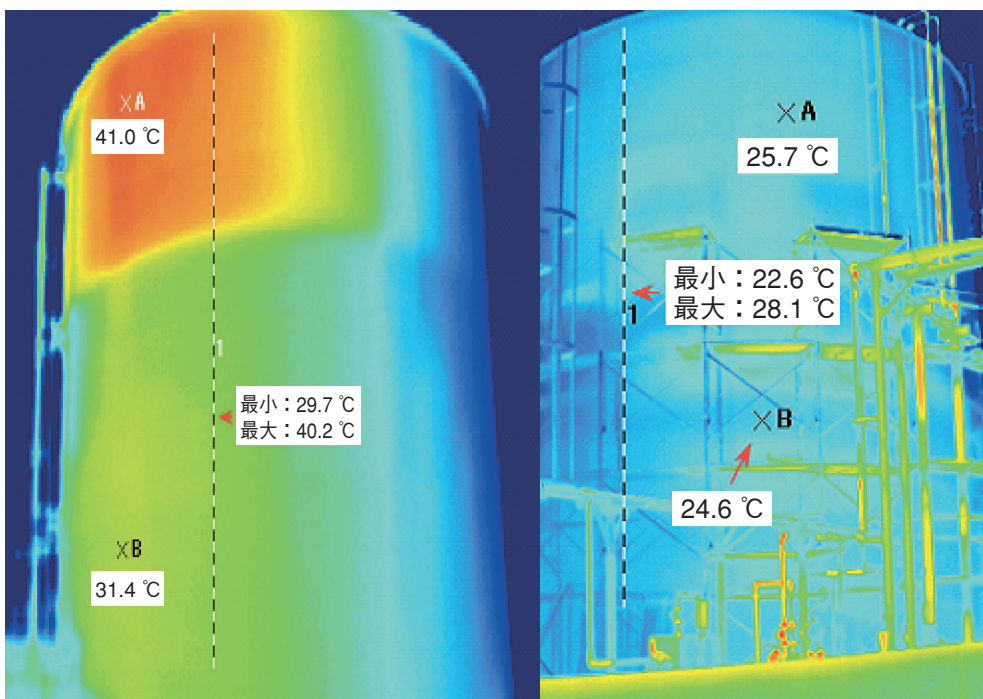 ×A
41.0 ℃
1
最小：29.7 ℃
最大：40.2 ℃
×B
31.4 ℃
×A
25.7 ℃
最小：22.6 ℃
最大：28.1 ℃
1
×B
24.6 ℃